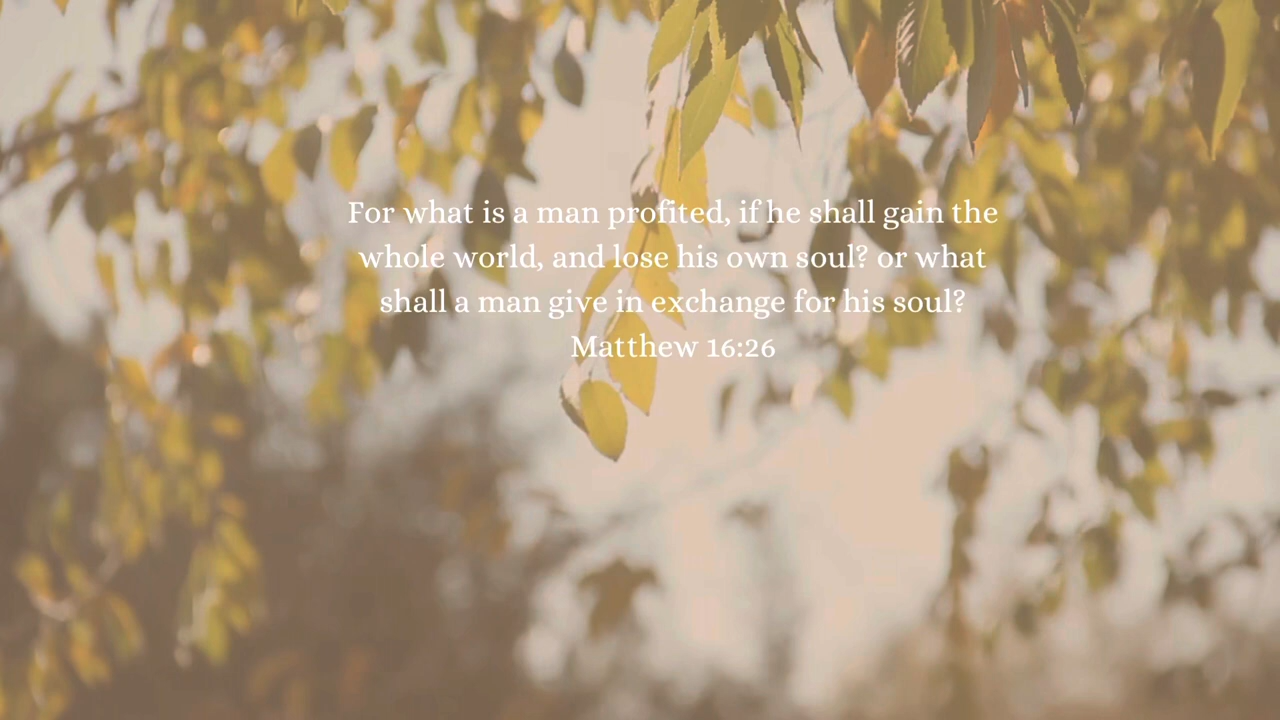 For what is a man profited, if he shall gain the
whole world, and lose his own soul? or what
shall a man give in exchange for his soul?
Matthew 16:26